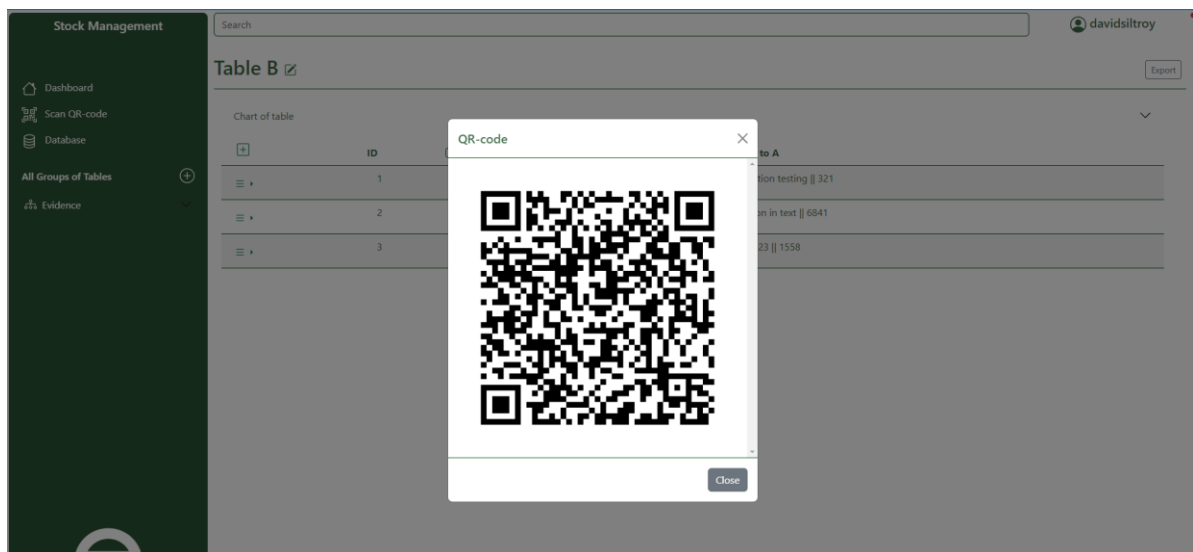 Stock Management
Search
davidsiltroy
Table B
Export
Dashboard
Scan QR-code
Database
All Groups of Tables
Evidence
Chart of table
ID
to A
1
tion testing || 321
2
on in text || 6841
3
23 || 1558
QR-code
Close